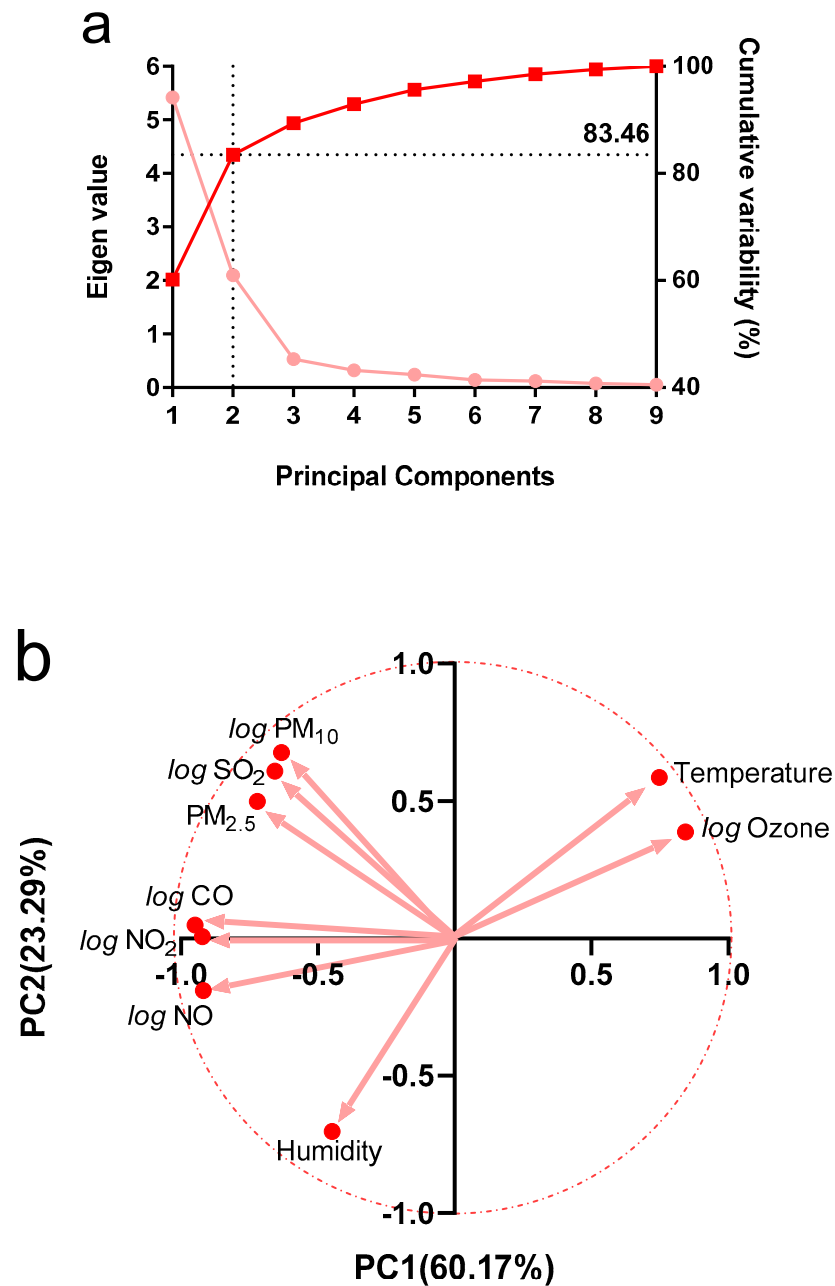 a
Eigen value
6
5
4
3
2
1
0
Cumulative variability (%)
100
80
60
40
83.46
1 2 3 4 5 6 7 8 9
Principal Components
b
PC2(23.29%)
1.0
0.5
-0.5
-1.0
-1.0 -0.5 0.5 1.0
log PM₁₀
log SO₂
PM₂.₅
log CO
log NO₂
log NO
Humidity
Temperature
log Ozone
PC1(60.17%)